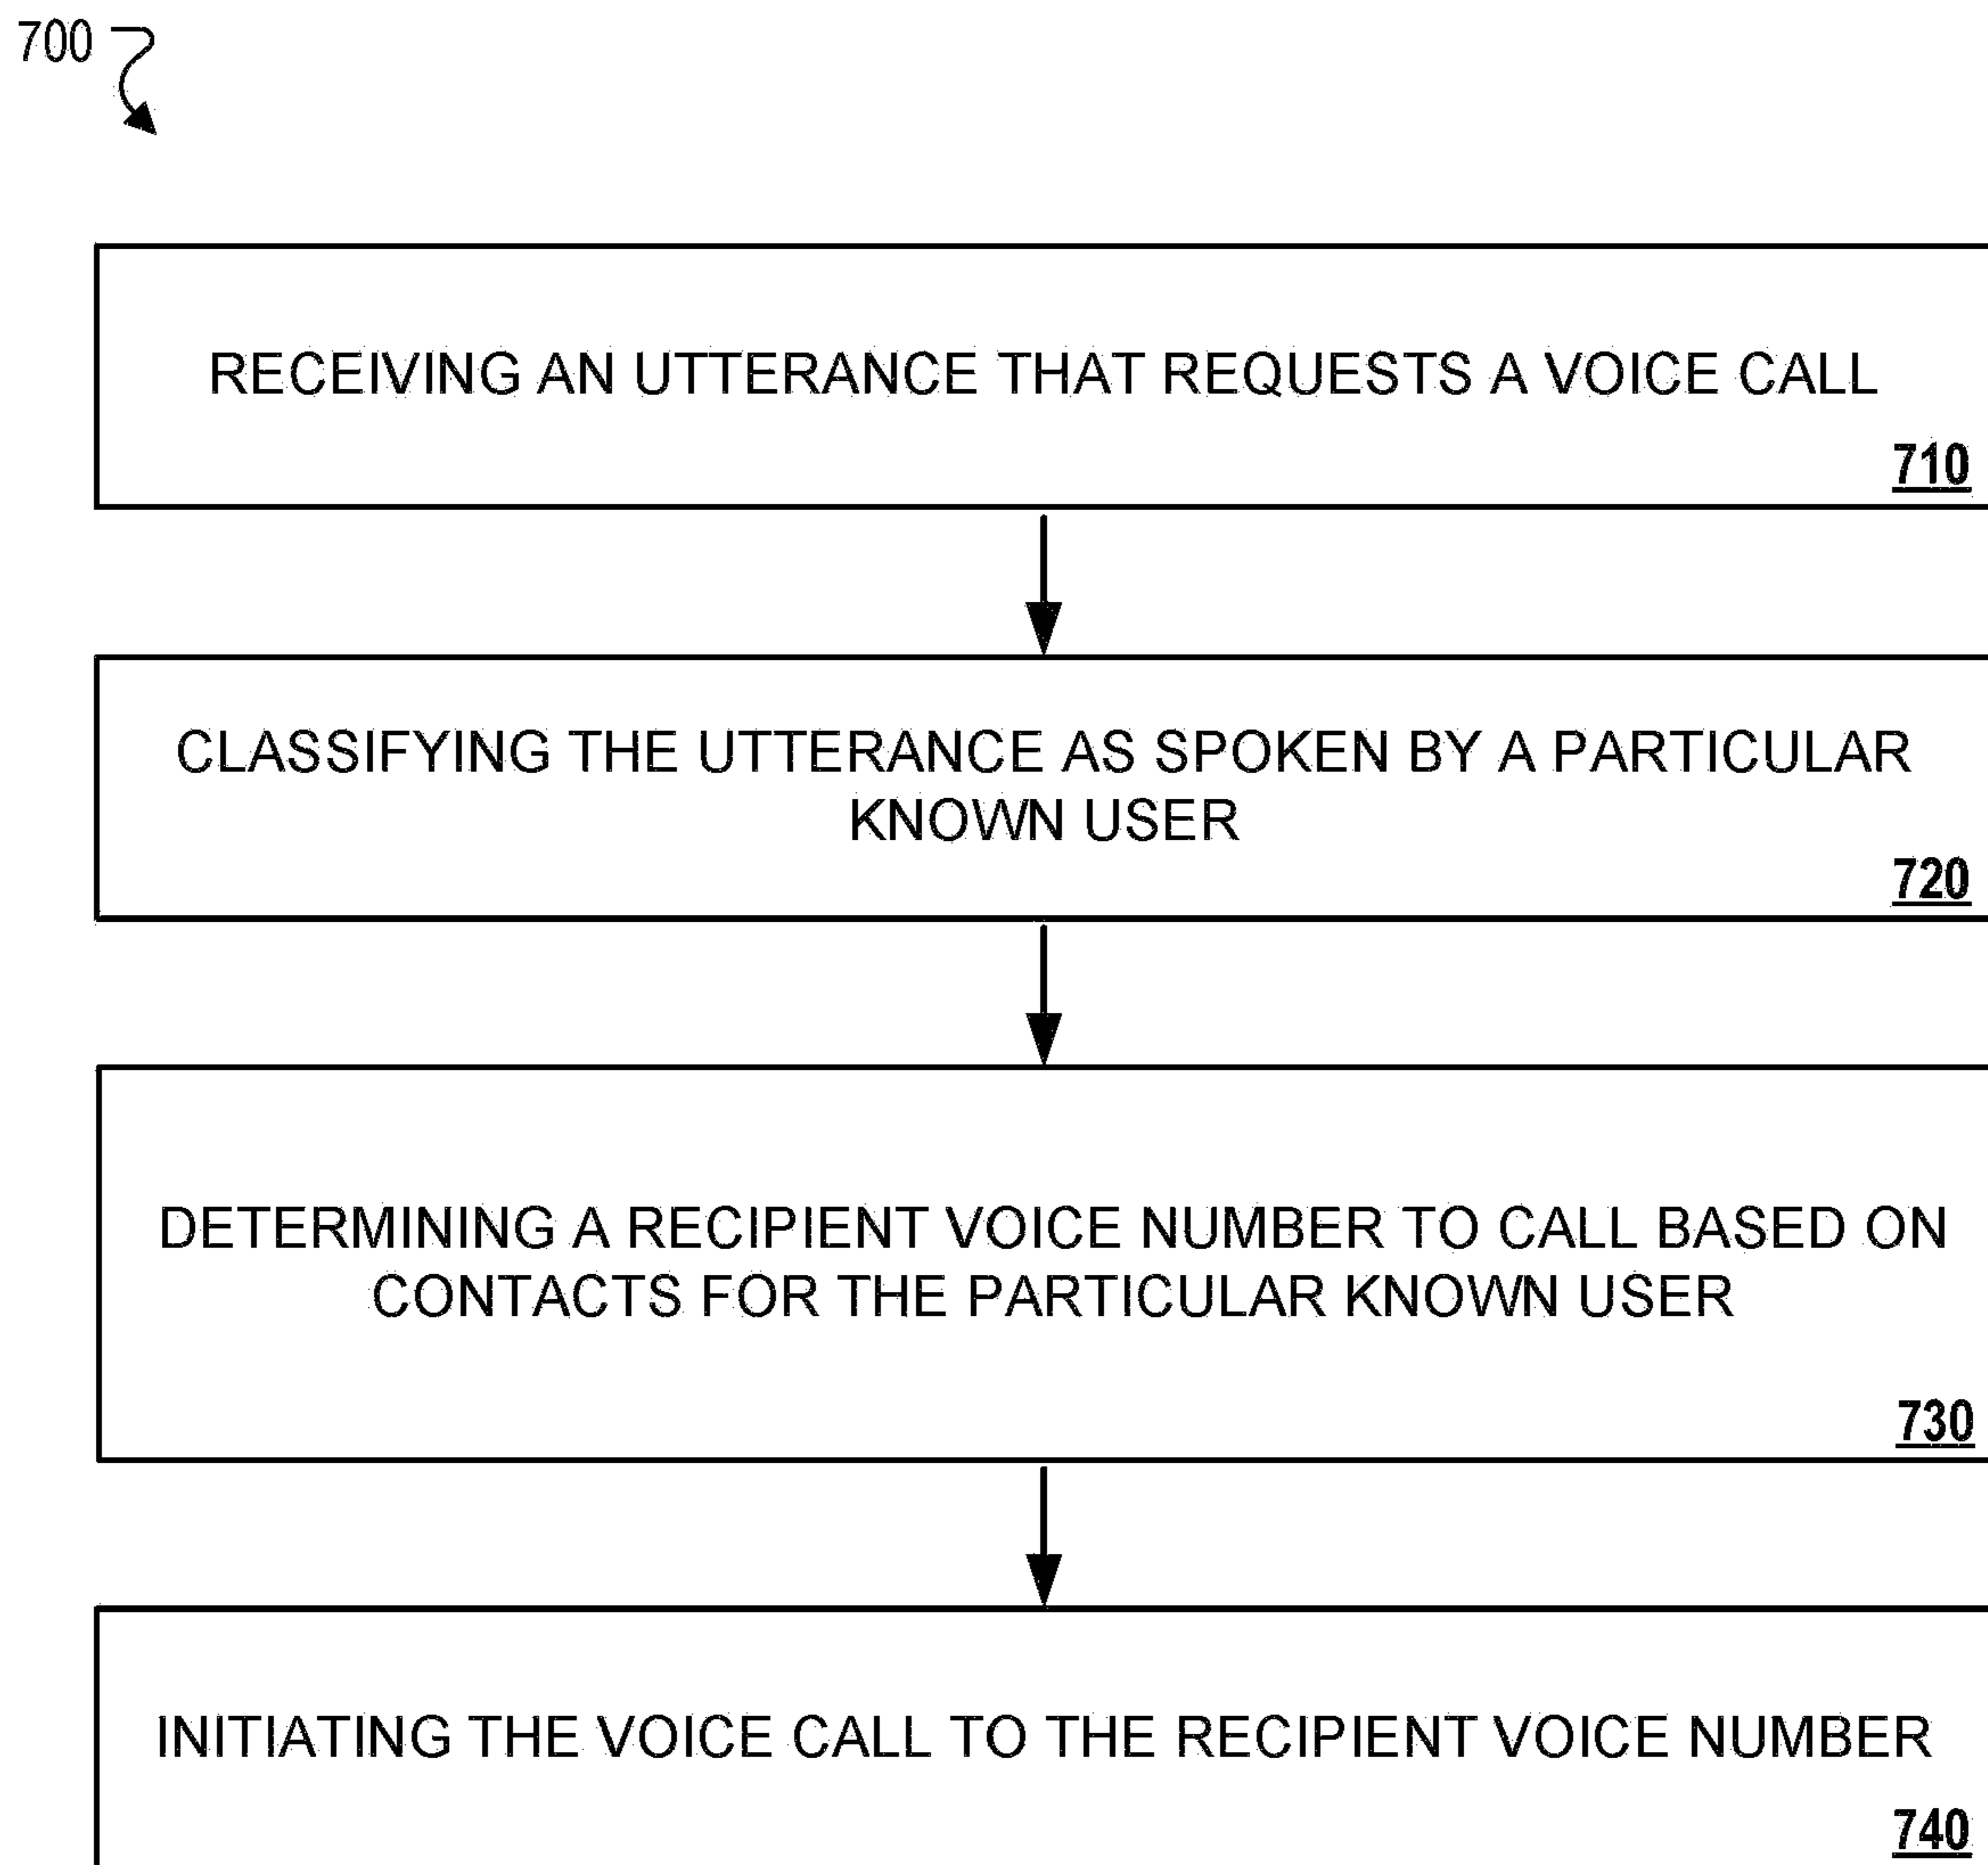 700
RECEIVING AN UTTERANCE THAT REQUESTS A VOICE CALL
710
CLASSIFYING THE UTTERANCE AS SPOKEN BY A PARTICULAR
KNOWN USER
720
DETERMINING A RECIPIENT VOICE NUMBER TO CALL BASED ON
CONTACTS FOR THE PARTICULAR KNOWN USER
730
INITIATING THE VOICE CALL TO THE RECIPIENT VOICE NUMBER
740